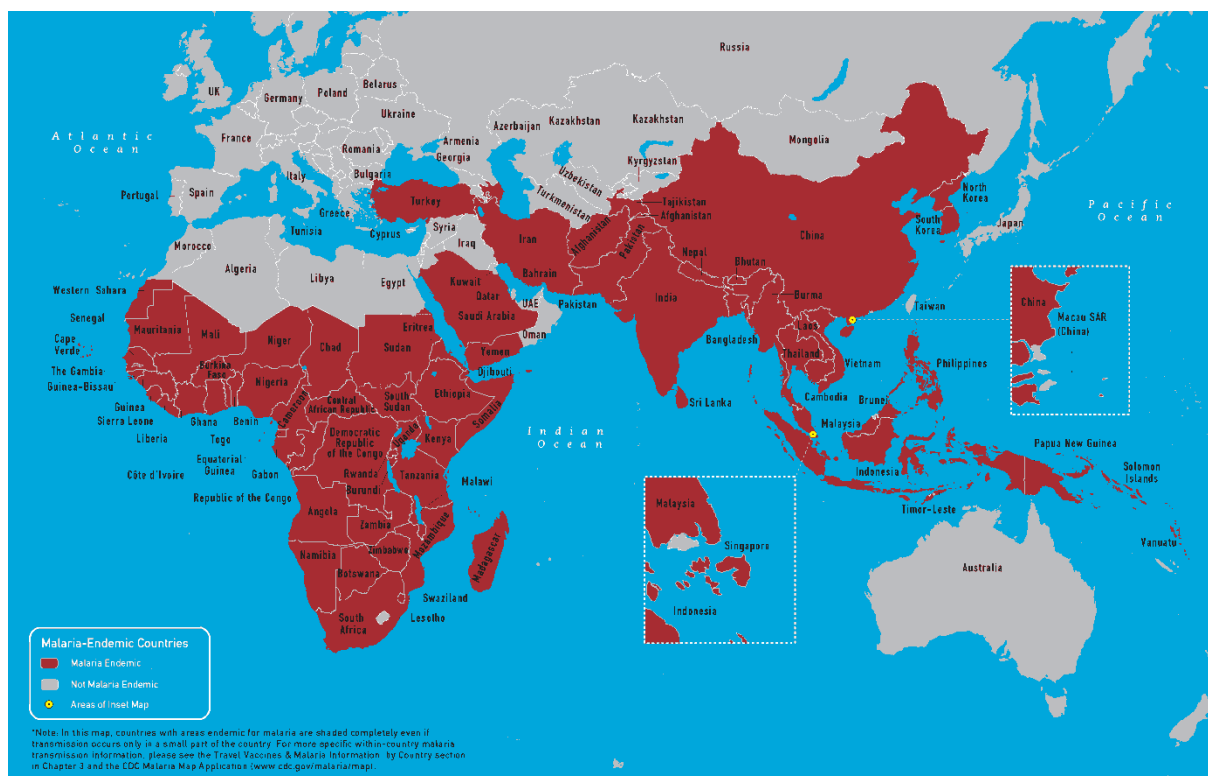 Russia
UK
Germany
Poland
Belarus
Ukraine
Atlantic
Ocean
France
Romania
Armenia
Georgia
Azerbaijan
Kazakhstan
Kazakhstan
Mongolia
Kyrgyzstan
Uzbekistan
Turkmenistan
Portugal
Spain
Italy
Bulgaria
Greece
Turkey
Tajikistan
Afghanistan
North
Korea
South
Korea
Japan
Pacific
Ocean
Tunisia
Cyprus
Syria
Iraq
Iran
Afghanistan
Pakistan
China
Morocco
Algeria
Libya
Egypt
Kuwait
Bahrain
Qatar
UAE
Saudi Arabia
Oman
Pakistan
Nepal
Bhutan
India
Burma
Bangladesh
Laos
Thailand
Vietnam
Cambodia
Taiwan
Philippines
China
Macau SAR
(China)
Western Sahara
Senegal
Cape
Verde
The Gambia
Guinea-Bissau
Mauritania
Mali
Niger
Chad
Sudan
Eritrea
Yemen
Djibouti
Burkina
Faso
Nigeria
Cameroon
Central
African Republic
South
Sudan
Ethiopia
Somalia
Sri Lanka
Brunei
Malaysia
Indonesia
Papua New Guinea
Solomon
Islands
Timor-Leste
Vanuatu
Australia
Guinea
Sierra Leone
Liberia
Ghana
Togo
Benin
Equatorial
Guinea
Côte d'Ivoire
Gabon
Republic of the Congo
Democratic
Republic
of the Congo
Uganda
Kenya
Rwanda
Burundi
Tanzania
Malawi
Indian
Ocean
Angola
Zambia
Mozambique
Zimbabwe
Namibia
Botswana
Madagascar
Swaziland
South
Africa
Lesotho
Malaysia
Singapore
Indonesia
Malaria-Endemic Countries
Malaria Endemic
Not Malaria Endemic
Areas of Inset Map
*Note: In this map, countries with areas endemic for malaria are shaded completely even if
transmission occurs only in a small part of the country. For more specific within-country malaria
transmission information, please see the Travel Vaccines & Malaria Information, by Country section
in Chapter 3 and the CDC Malaria Map Application (www.cdc.gov/malaria/map).